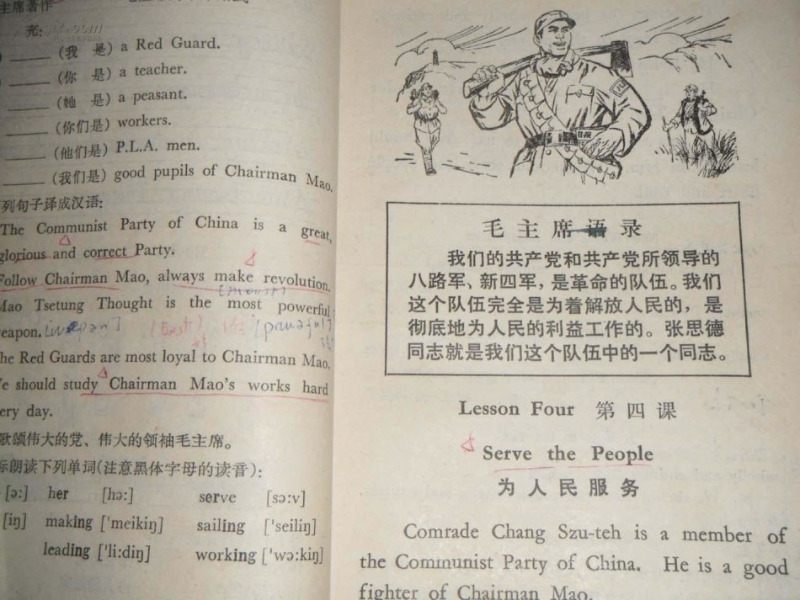 主席著作
亮:
____ (我 是) a Red Guard.
____ (你 是) a teacher.
____ (她 是) a peasant.
____ (你们是) workers.
____ (他们是) P.L.A. men.
____ (我们是) good pupils of Chairman Mao.
列句子译成汉语:
The Communist Party of China is a great,
glorious and correct Party.
Follow Chairman Mao, always make revolution.
Mao Tsetung Thought is the most powerful
eapon.
he Red Guards are most loyal to Chairman Mao.
e should study Chairman Mao's works hard
ery day.
歌颂伟大的党、伟大的领袖毛主席。
标朗读下列单词(注意黑体字母的读音):
[ə:] her [hə:] serve [sə:v]
[iŋ] making ['meikiŋ] sailing ['seiliŋ]
leading ['li:diŋ] working ['wə:kiŋ]
毛主席语录
我们的共产党和共产党所领导的
八路军、新四军，是革命的队伍。我们
这个队伍完全是为着解放人民的，是
彻底地为人民的利益工作的。张思德
同志就是我们这个队伍中的一个同志。
Lesson Four 第四课
Serve the People
为人民服务
Comrade Chang Szu-teh is a member of
the Communist Party of China. He is a good
fighter of Chairman Mao.